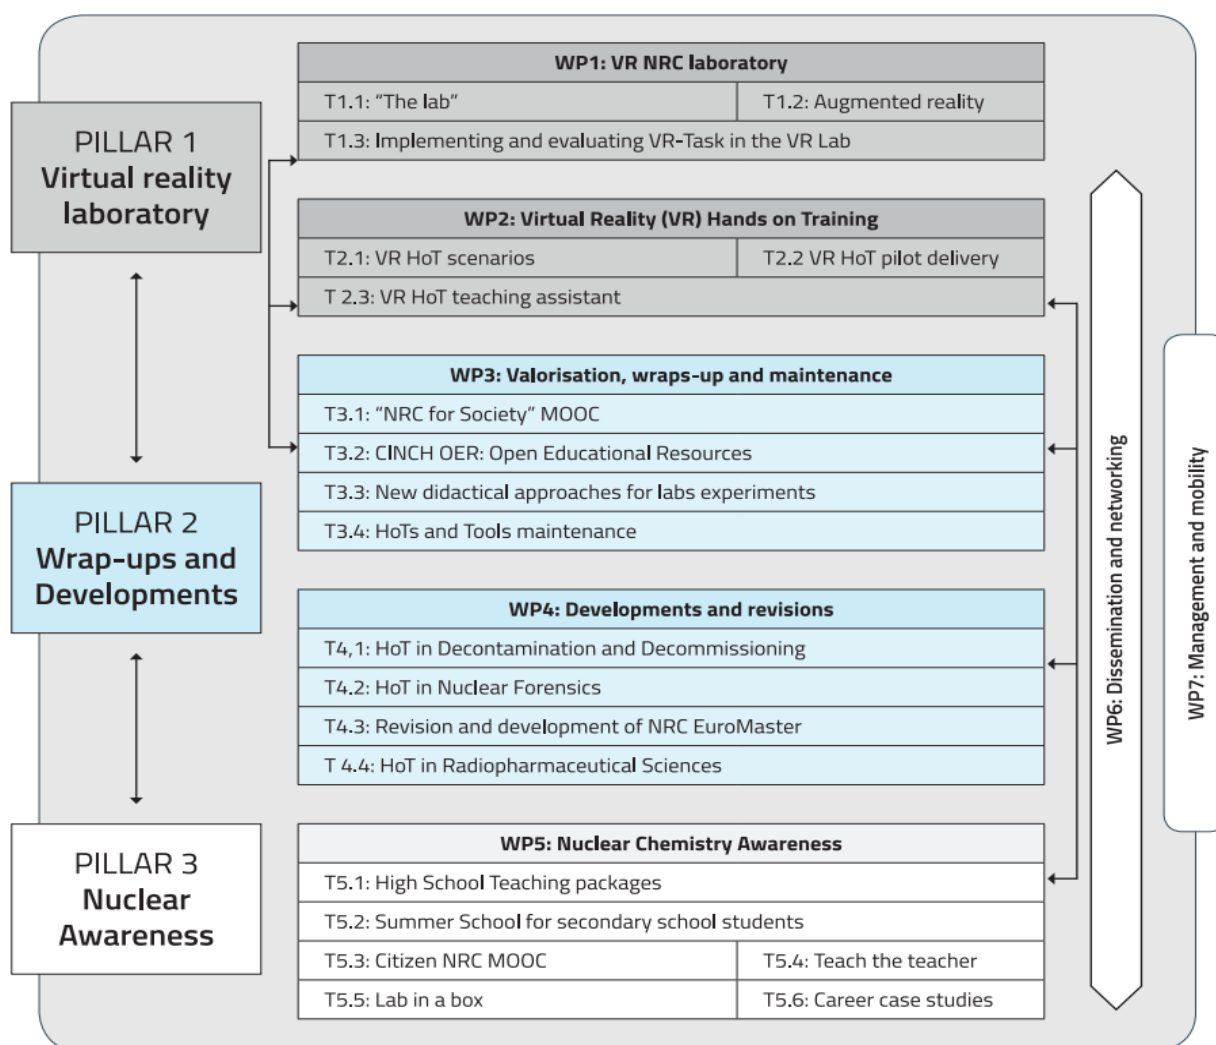 PILLAR 1
Virtual reality
laboratory
PILLAR 2
Wrap-ups and
Developments
PILLAR 3
Nuclear
Awareness
WP1: VR NRC laboratory
T1.1: “The lab”
T1.2: Augmented reality
T1.3: Implementing and evaluating VR-Task in the VR Lab
WP2: Virtual Reality (VR) Hands on Training
T2.1: VR HoT scenarios
T2.2 VR HoT pilot delivery
T 2.3: VR HoT teaching assistant
WP3: Valorisation, wraps-up and maintenance
T3.1: “NRC for Society” MOOC
T3.2: CINCH OER: Open Educational Resources
T3.3: New didactical approaches for labs experiments
T3.4: HoTs and Tools maintenance
WP4: Developments and revisions
T4,1: HoT in Decontamination and Decommissioning
T4.2: HoT in Nuclear Forensics
T4.3: Revision and development of NRC EuroMaster
T 4.4: HoT in Radiopharmaceutical Sciences
WP5: Nuclear Chemistry Awareness
T5.1: High School Teaching packages
T5.2: Summer School for secondary school students
T5.3: Citizen NRC MOOC
T5.4: Teach the teacher
T5.5: Lab in a box
T5.6: Career case studies
WP6: Dissemination and networking
WP7: Management and mobility